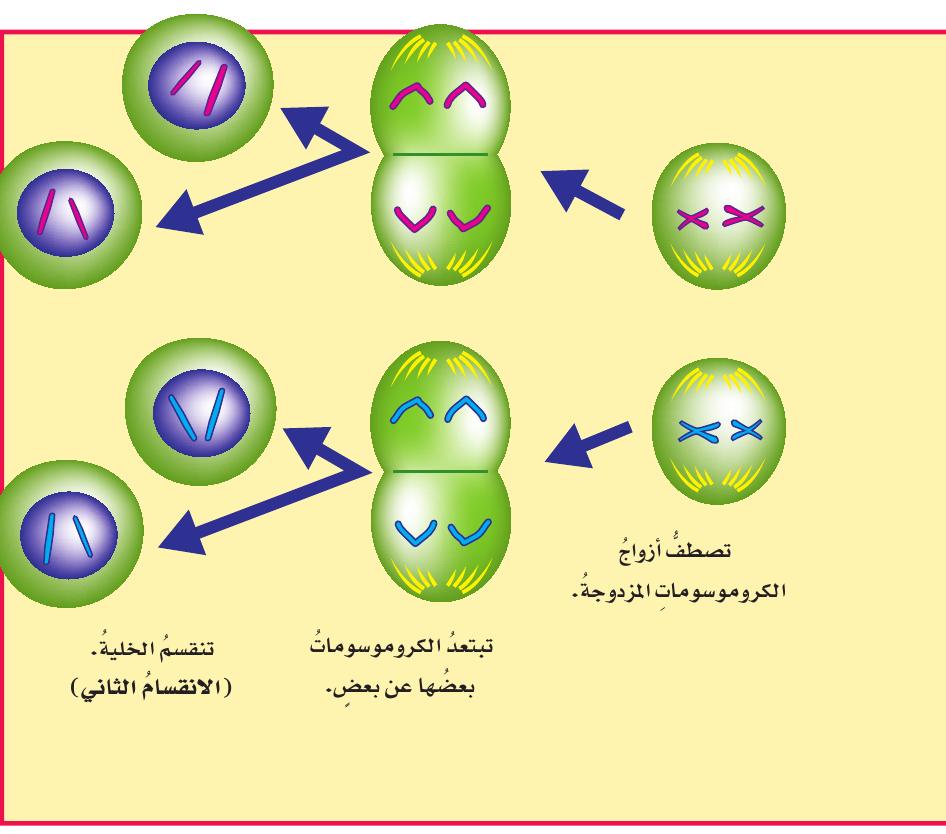 تصطفُّ أزواجُ
الكروموسوماتِ المزدوجةُ.
تبتعدُ الكروموسوماتُ
بعضُها عن بعضٍ.
تنقسمُ الخليةُ.
(الانقسامُ الثاني)